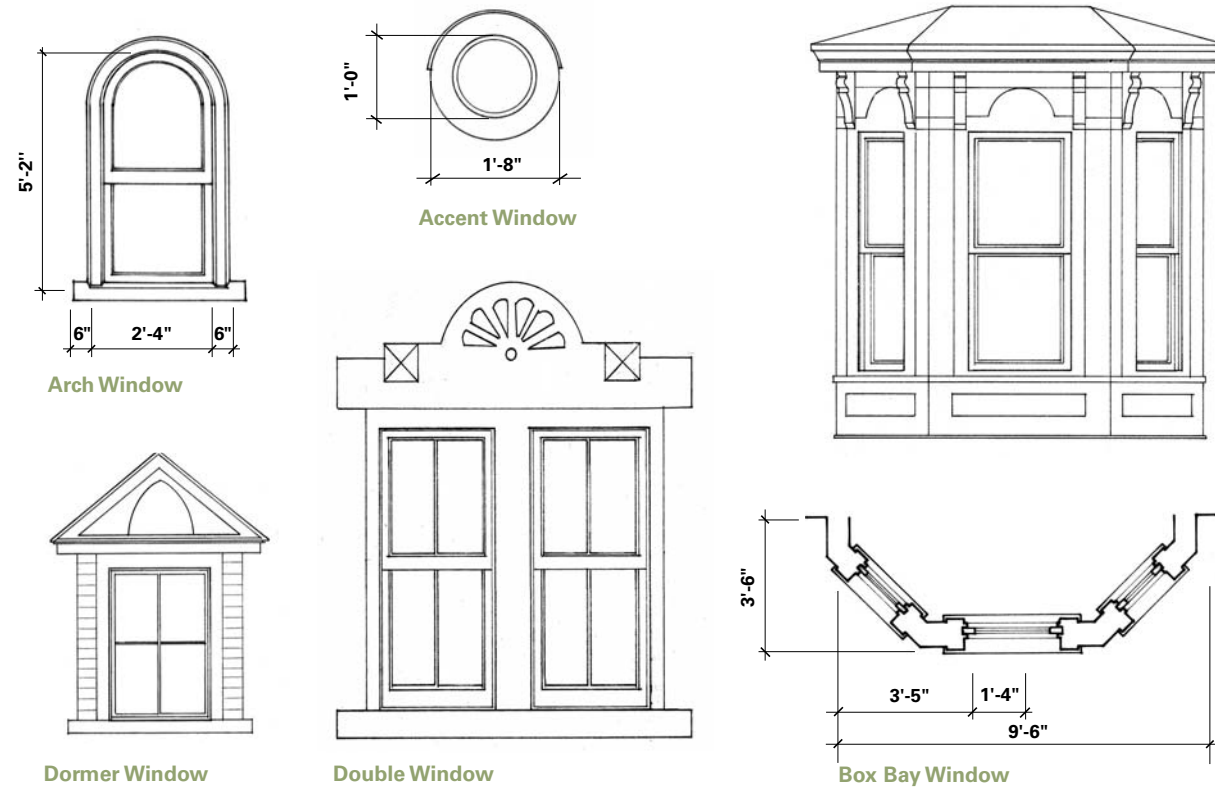 5'-2"
6"
2'-4"
6"
Arch Window
1'-0"
1'-8"
Accent Window
Dormer Window
Double Window
3'-6"
3'-5"
1'-4"
9'-6"
Box Bay Window